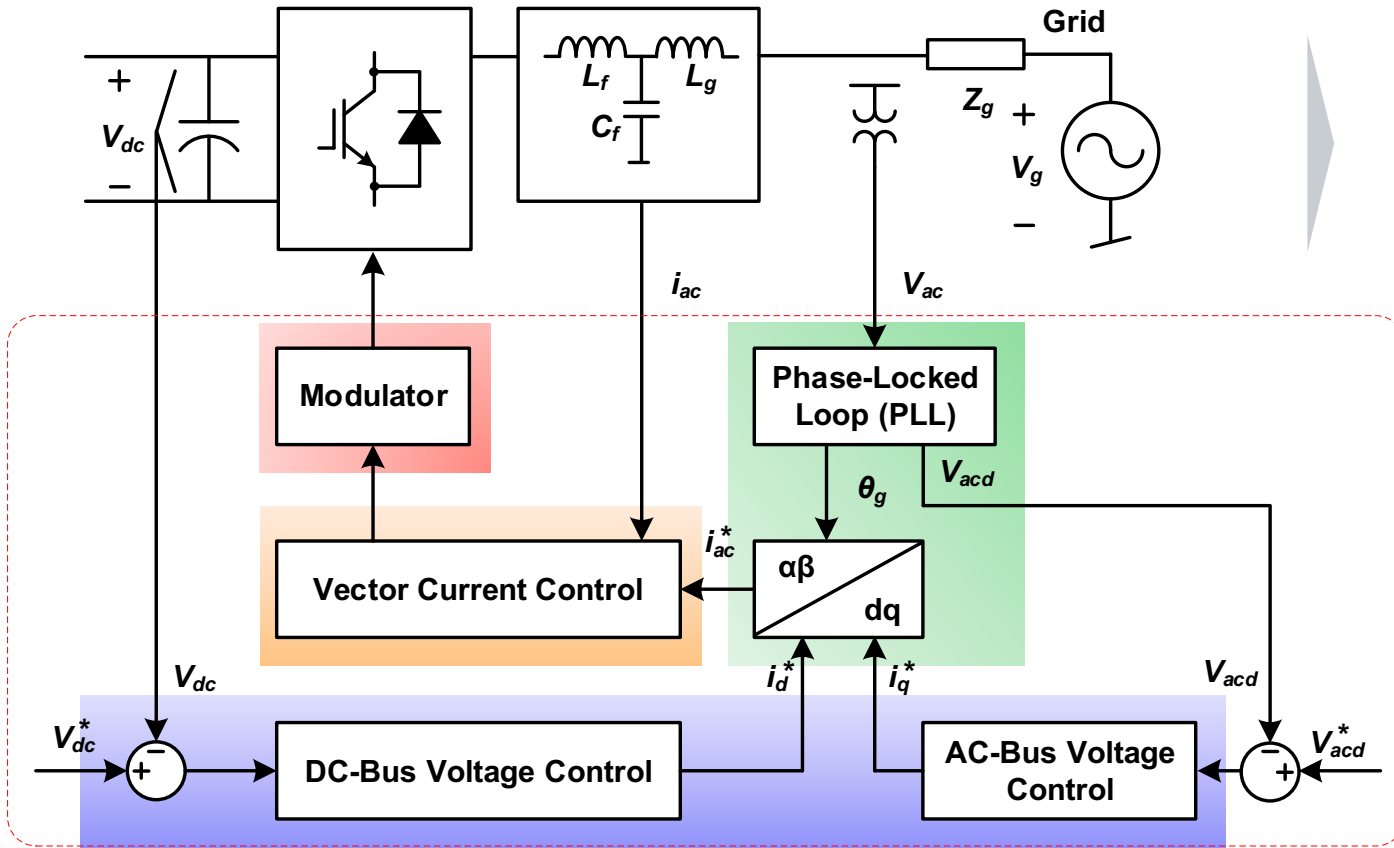 Grid
+
V_dc
−
L_f
L_g
C_f
Z_g
+
V_g
−
i_ac
V_ac
Modulator
Phase-Locked
Loop (PLL)
θ_g
V_acd
i_ac^*
Vector Current Control
αβ
dq
V_dc
i_d^*
i_q^*
V_acd
V_dc^*
−
+
DC-Bus Voltage Control
AC-Bus Voltage
Control
−
+
V_acd^*